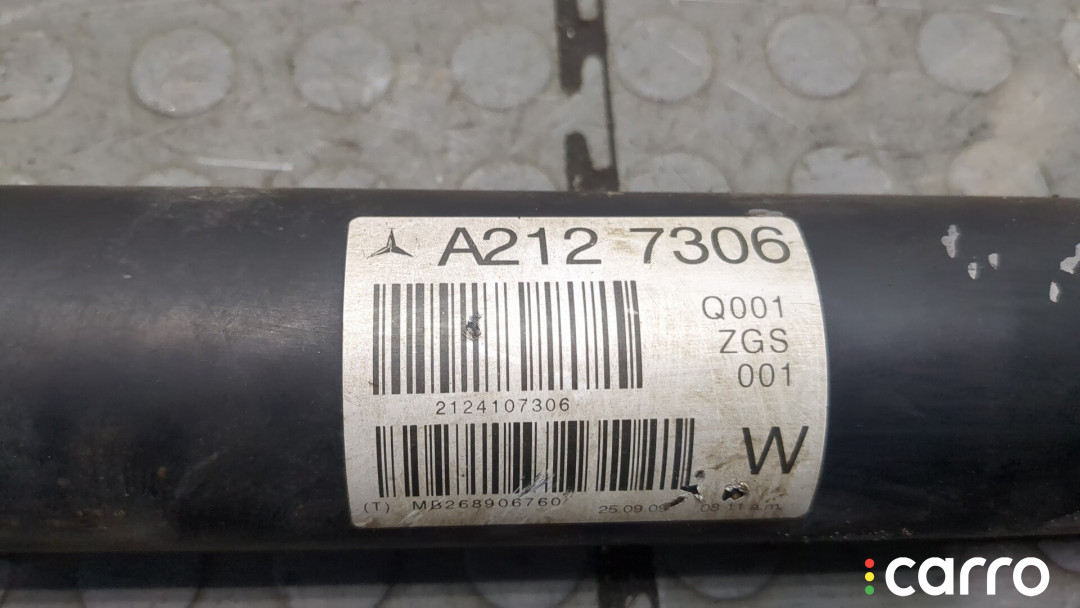 A212 7306
Q001
ZGS
001
2124107306
W
(T) MB268906760 25.09.09 08:11 a.m.
carro